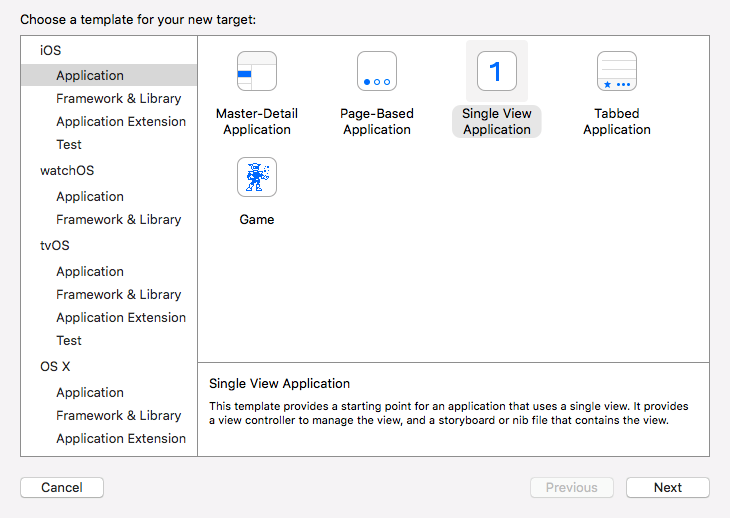 Choose a template for your new target:
iOS
Application
Framework & Library
Application Extension
Test
watchOS
Application
Framework & Library
tvOS
Application
Framework & Library
Application Extension
Test
OS X
Application
Framework & Library
Application Extension
Master-Detail
Application
Page-Based
Application
1
Single View
Application
Tabbed
Application
Game
Single View Application
This template provides a starting point for an application that uses a single view. It provides
a view controller to manage the view, and a storyboard or nib file that contains the view.
Cancel
Previous
Next